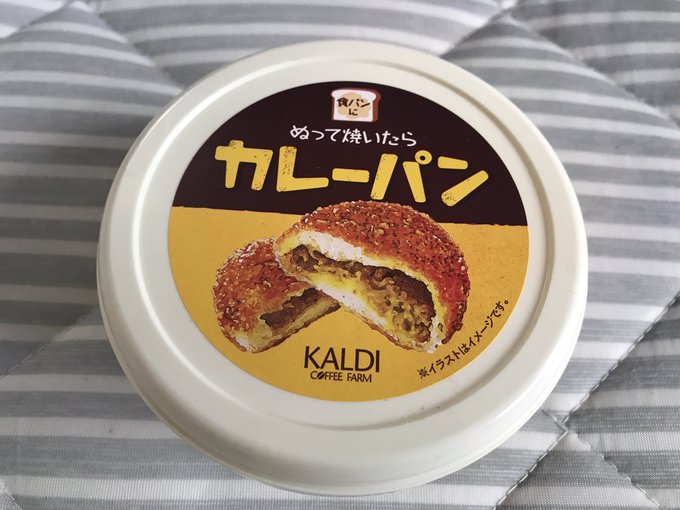 食パン
に
ぬって焼いたら
カレーパン
KALDI
COFFEE FARM
※イラストはイメージです。